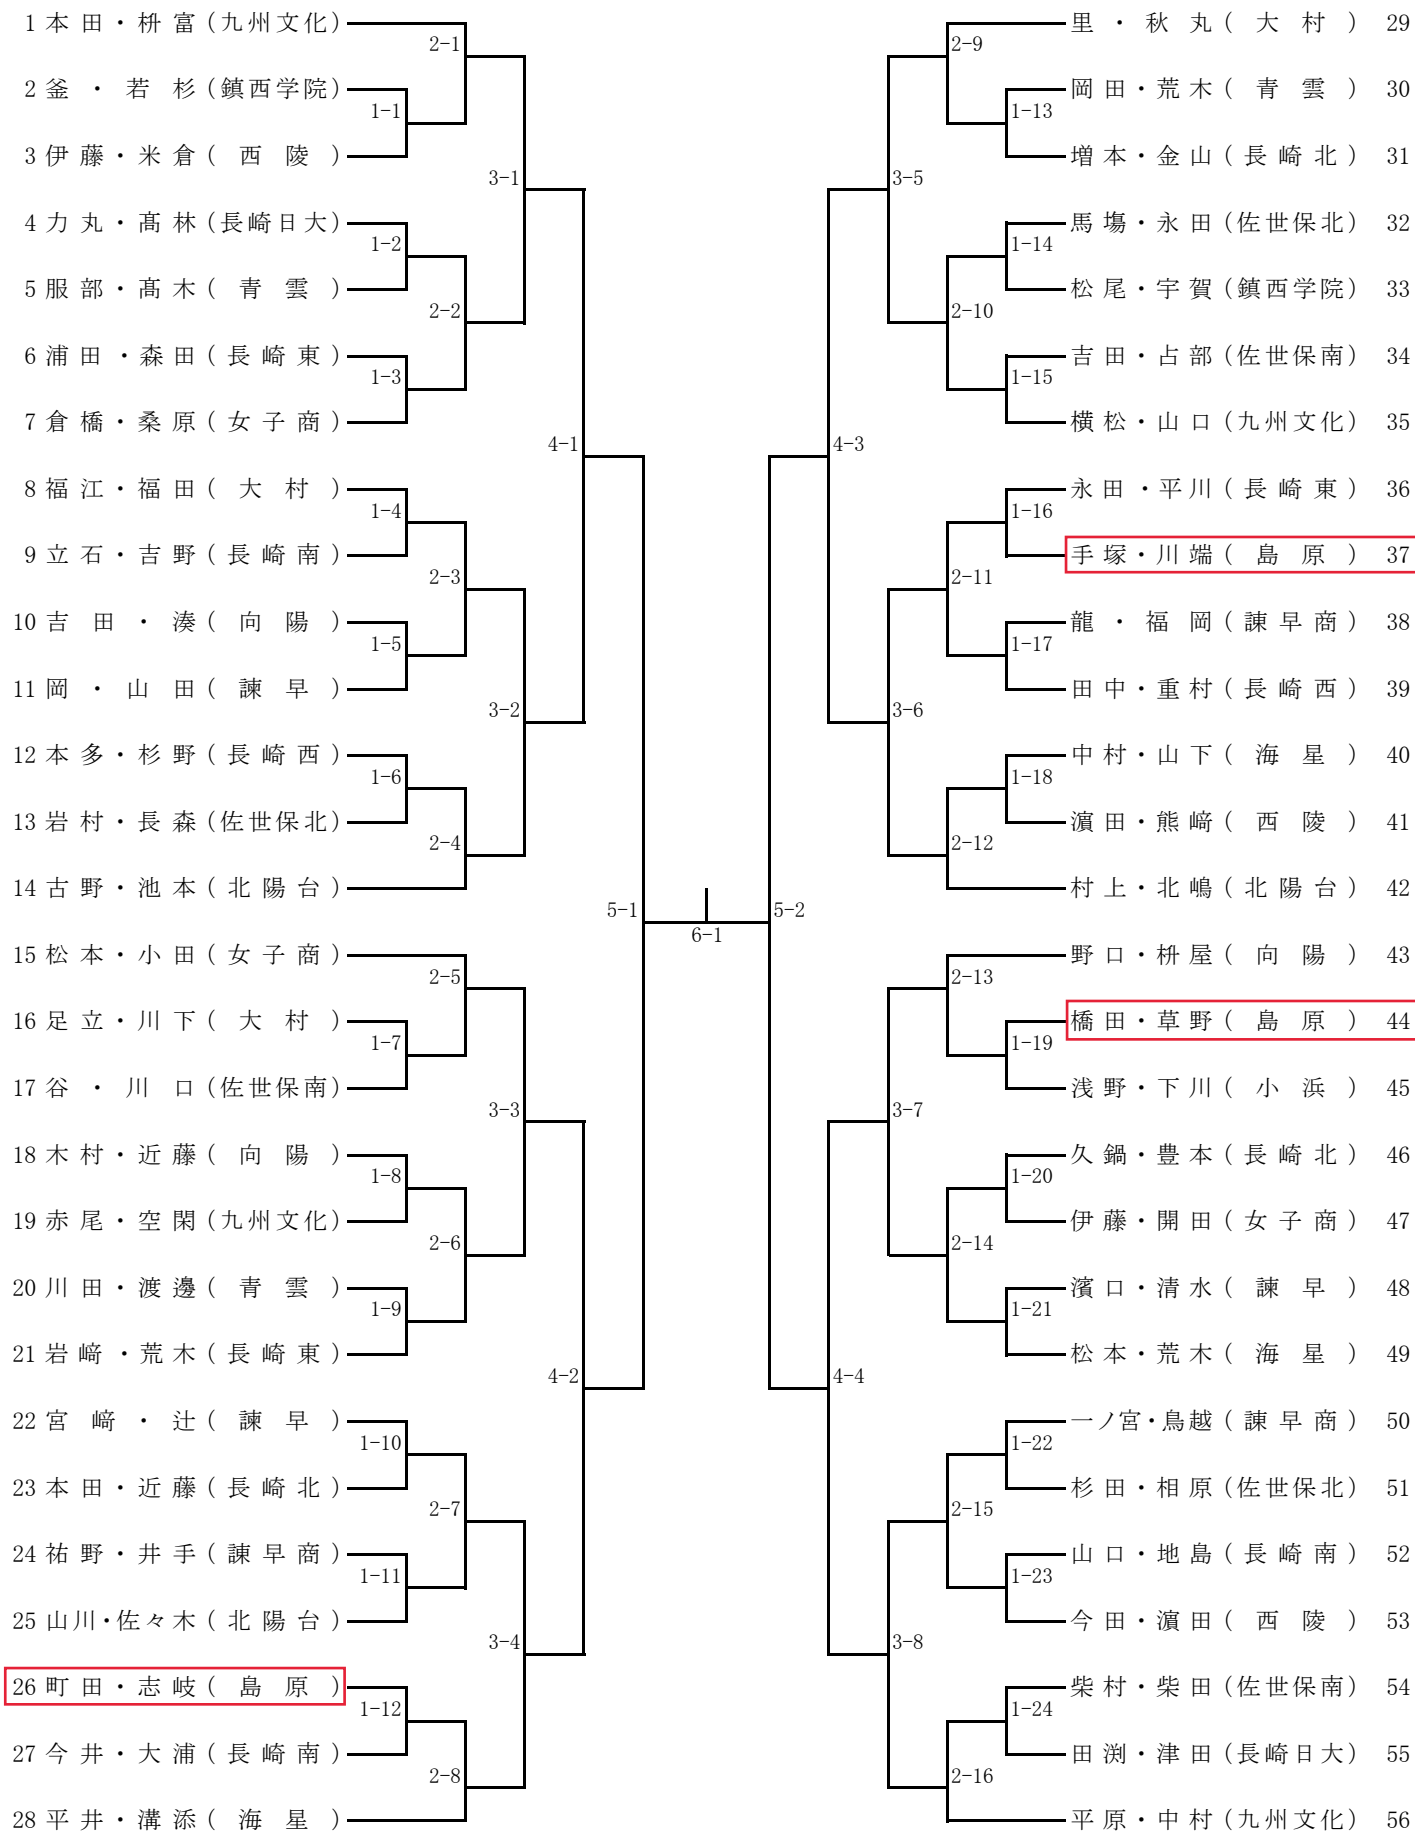 1 本田・枡富(九州文化)
2 釜・若杉(鎮西学院)
3 伊藤・米倉(西陵)
4 力丸・髙林(長崎日大)
5 服部・髙木(青雲)
6 浦田・森田(長崎東)
7 倉橋・桑原(女子商)
8 福江・福田(大村)
9 立石・吉野(長崎南)
10 吉田・湊(向陽)
11 岡・山田(諫早)
12 本多・杉野(長崎西)
13 岩村・長森(佐世保北)
14 古野・池本(北陽台)
15 松本・小田(女子商)
16 足立・川下(大村)
17 谷・川口(佐世保南)
18 木村・近藤(向陽)
19 赤尾・空閑(九州文化)
20 川田・渡邊(青雲)
21 岩﨑・荒木(長崎東)
22 宮﨑・辻(諫早)
23 本田・近藤(長崎北)
24 祐野・井手(諫早商)
25 山川・佐々木(北陽台)
26 町田・志岐(島原)
27 今井・大浦(長崎南)
28 平井・溝添(海星)
1-1
1-2
1-3
1-4
1-5
1-6
1-7
1-8
1-9
1-10
1-11
1-12
2-1
2-2
2-3
2-4
2-5
2-6
2-7
2-8
3-1
3-2
3-3
3-4
4-1
4-2
5-1
6-1
5-2
4-3
4-4
3-5
3-6
3-7
3-8
2-9
2-10
2-11
2-12
2-13
2-14
2-15
2-16
1-13
1-14
1-15
1-16
1-17
1-18
1-19
1-20
1-21
1-22
1-23
1-24
里・秋丸(大村) 29
岡田・荒木(青雲) 30
増本・金山(長崎北) 31
馬場・永田(佐世保北) 32
松尾・宇賀(鎮西学院) 33
吉田・占部(佐世保南) 34
横松・山口(九州文化) 35
永田・平川(長崎東) 36
手塚・川端(島原) 37
龍・福岡(諫早商) 38
田中・重村(長崎西) 39
中村・山下(海星) 40
濵田・熊﨑(西陵) 41
村上・北嶋(北陽台) 42
野口・枡屋(向陽) 43
橋田・草野(島原) 44
浅野・下川(小浜) 45
久鍋・豊本(長崎北) 46
伊藤・開田(女子商) 47
濱口・清水(諫早) 48
松本・荒木(海星) 49
一ノ宮・鳥越(諫早商) 50
杉田・相原(佐世保北) 51
山口・地島(長崎南) 52
今田・濵田(西陵) 53
柴村・柴田(佐世保南) 54
田渕・津田(長崎日大) 55
平原・中村(九州文化) 56